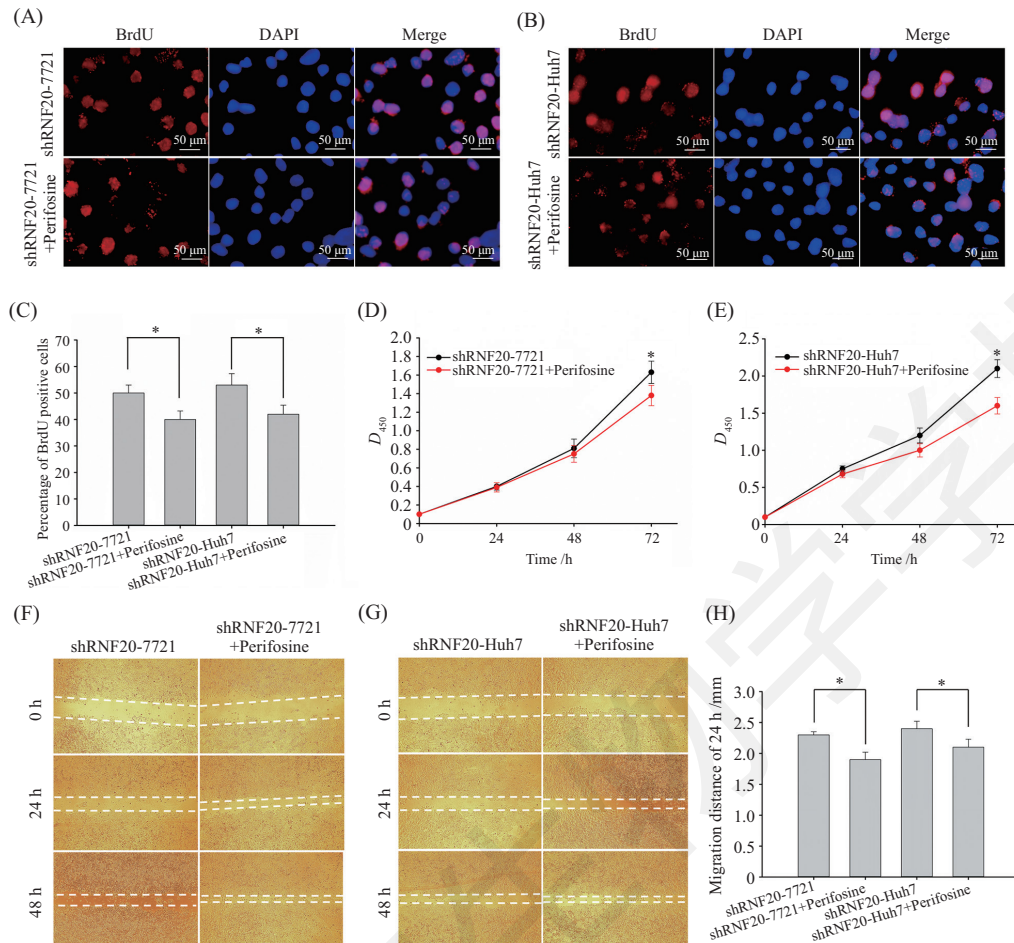 (A)
BrdU
DAPI
Merge
shRNF20-7721
50 μm
50 μm
50 μm
shRNF20-7721
+Perifosine
50 μm
50 μm
50 μm
(B)
BrdU
DAPI
Merge
shRNF20-Huh7
50 μm
50 μm
50 μm
shRNF20-Huh7
+Perifosine
50 μm
50 μm
50 μm
(C)
Percentage of BrdU positive cells
70
60
50
40
30
20
10
0
*
*
shRNF20-7721
shRNF20-7721+Perifosine
shRNF20-Huh7
shRNF20-Huh7+Perifosine
(D)
D450
1.8
1.6
1.4
1.2
1.0
0.8
0.6
0.4
0.2
0
shRNF20-7721
shRNF20-7721+Perifosine
*
0
24
48
72
Time /h
(E)
2.5
2.0
1.5
1.0
0.5
0
D450
shRNF20-Huh7
shRNF20-Huh7+Perifosine
*
0
24
48
72
Time /h
(F)
shRNF20-7721
shRNF20-7721
+Perifosine
0 h
24 h
48 h
(G)
shRNF20-Huh7
shRNF20-Huh7
+Perifosine
0 h
24 h
48 h
(H)
Migration distance of 24 h /mm
3.0
2.5
2.0
1.5
1.0
0.5
0
*
*
shRNF20-7721
shRNF20-7721+Perifosine
shRNF20-Huh7
shRNF20-Huh7+Perifosine